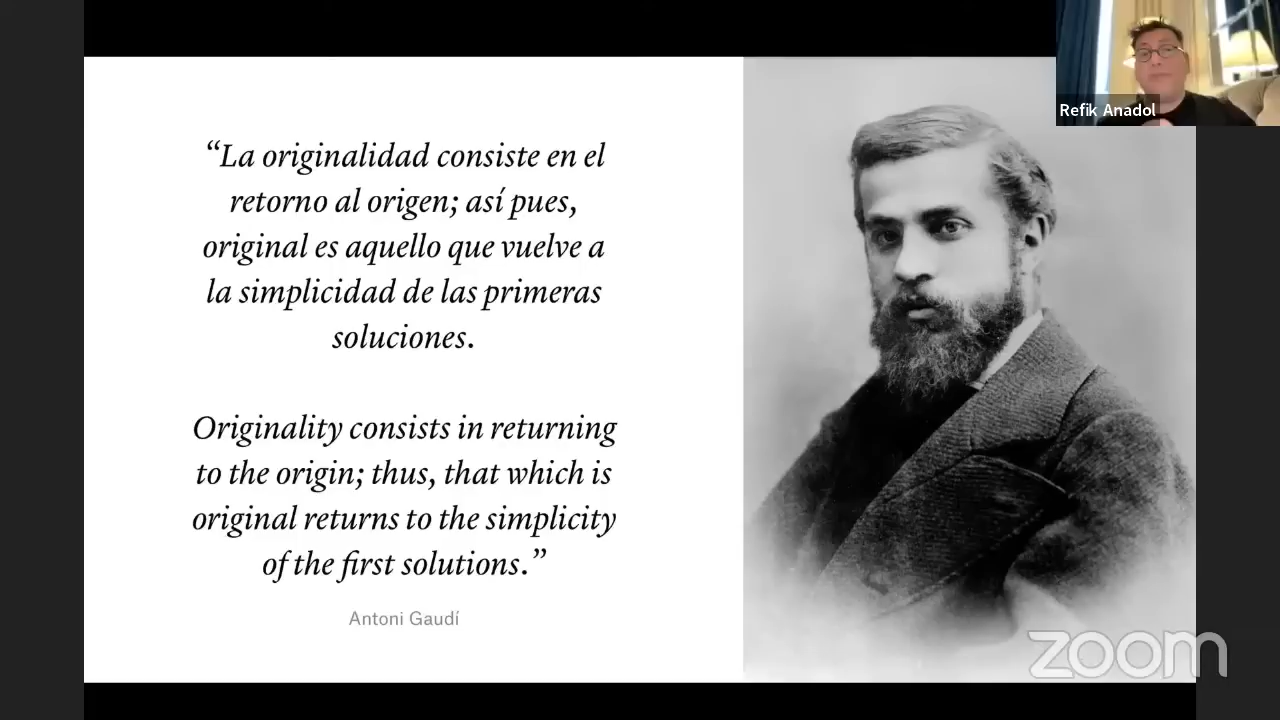 Refik Anadol
“La originalidad consiste en el
retorno al origen; así pues,
original es aquello que vuelve a
la simplicidad de las primeras
soluciones.
Originality consists in returning
to the origin; thus, that which is
original returns to the simplicity
of the first solutions.”
Antoni Gaudí
zoom